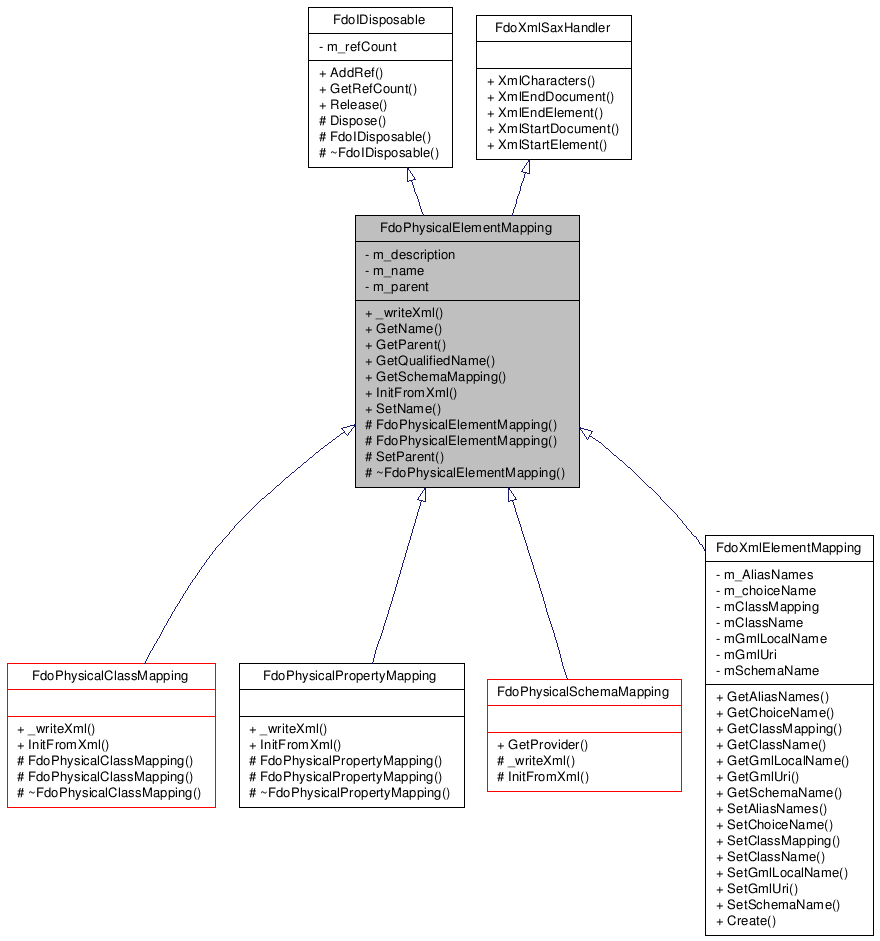 FdoIDisposable
- m_refCount
+ AddRef()
+ GetRefCount()
+ Release()
# Dispose()
# FdoIDisposable()
# ~FdoIDisposable()
FdoXmlSaxHandler
+ XmlCharacters()
+ XmlEndDocument()
+ XmlEndElement()
+ XmlStartDocument()
+ XmlStartElement()
FdoPhysicalElementMapping
- m_description
- m_name
- m_parent
+ _writeXml()
+ GetName()
+ GetParent()
+ GetQualifiedName()
+ GetSchemaMapping()
+ InitFromXml()
+ SetName()
# FdoPhysicalElementMapping()
# FdoPhysicalElementMapping()
# SetParent()
# ~FdoPhysicalElementMapping()
FdoPhysicalClassMapping
+ _writeXml()
+ InitFromXml()
# FdoPhysicalClassMapping()
# FdoPhysicalClassMapping()
# ~FdoPhysicalClassMapping()
FdoPhysicalPropertyMapping
+ _writeXml()
+ InitFromXml()
# FdoPhysicalPropertyMapping()
# FdoPhysicalPropertyMapping()
# ~FdoPhysicalPropertyMapping()
FdoPhysicalSchemaMapping
+ GetProvider()
# _writeXml()
# InitFromXml()
FdoXmlElementMapping
- m_AliasNames
- m_choiceName
- mClassMapping
- mClassName
- mGmlLocalName
- mGmlUri
- mSchemaName
+ GetAliasNames()
+ GetChoiceName()
+ GetClassMapping()
+ GetClassName()
+ GetGmlLocalName()
+ GetGmlUri()
+ GetSchemaName()
+ SetAliasNames()
+ SetChoiceName()
+ SetClassMapping()
+ SetClassName()
+ SetGmlLocalName()
+ SetGmlUri()
+ SetSchemaName()
+ Create()